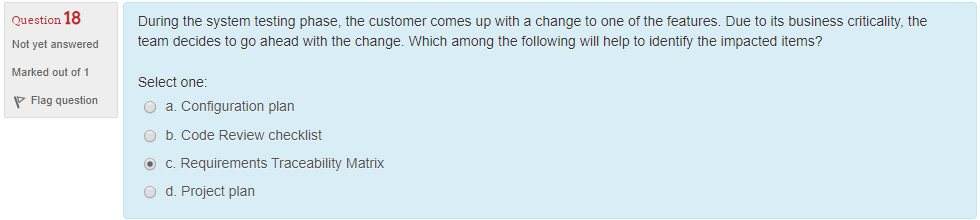 Question 18
Not yet answered
Marked out of 1
Flag question
During the system testing phase, the customer comes up with a change to one of the features. Due to its business criticality, the
team decides to go ahead with the change. Which among the following will help to identify the impacted items?
Select one:
a. Configuration plan
b. Code Review checklist
c. Requirements Traceability Matrix
d. Project plan